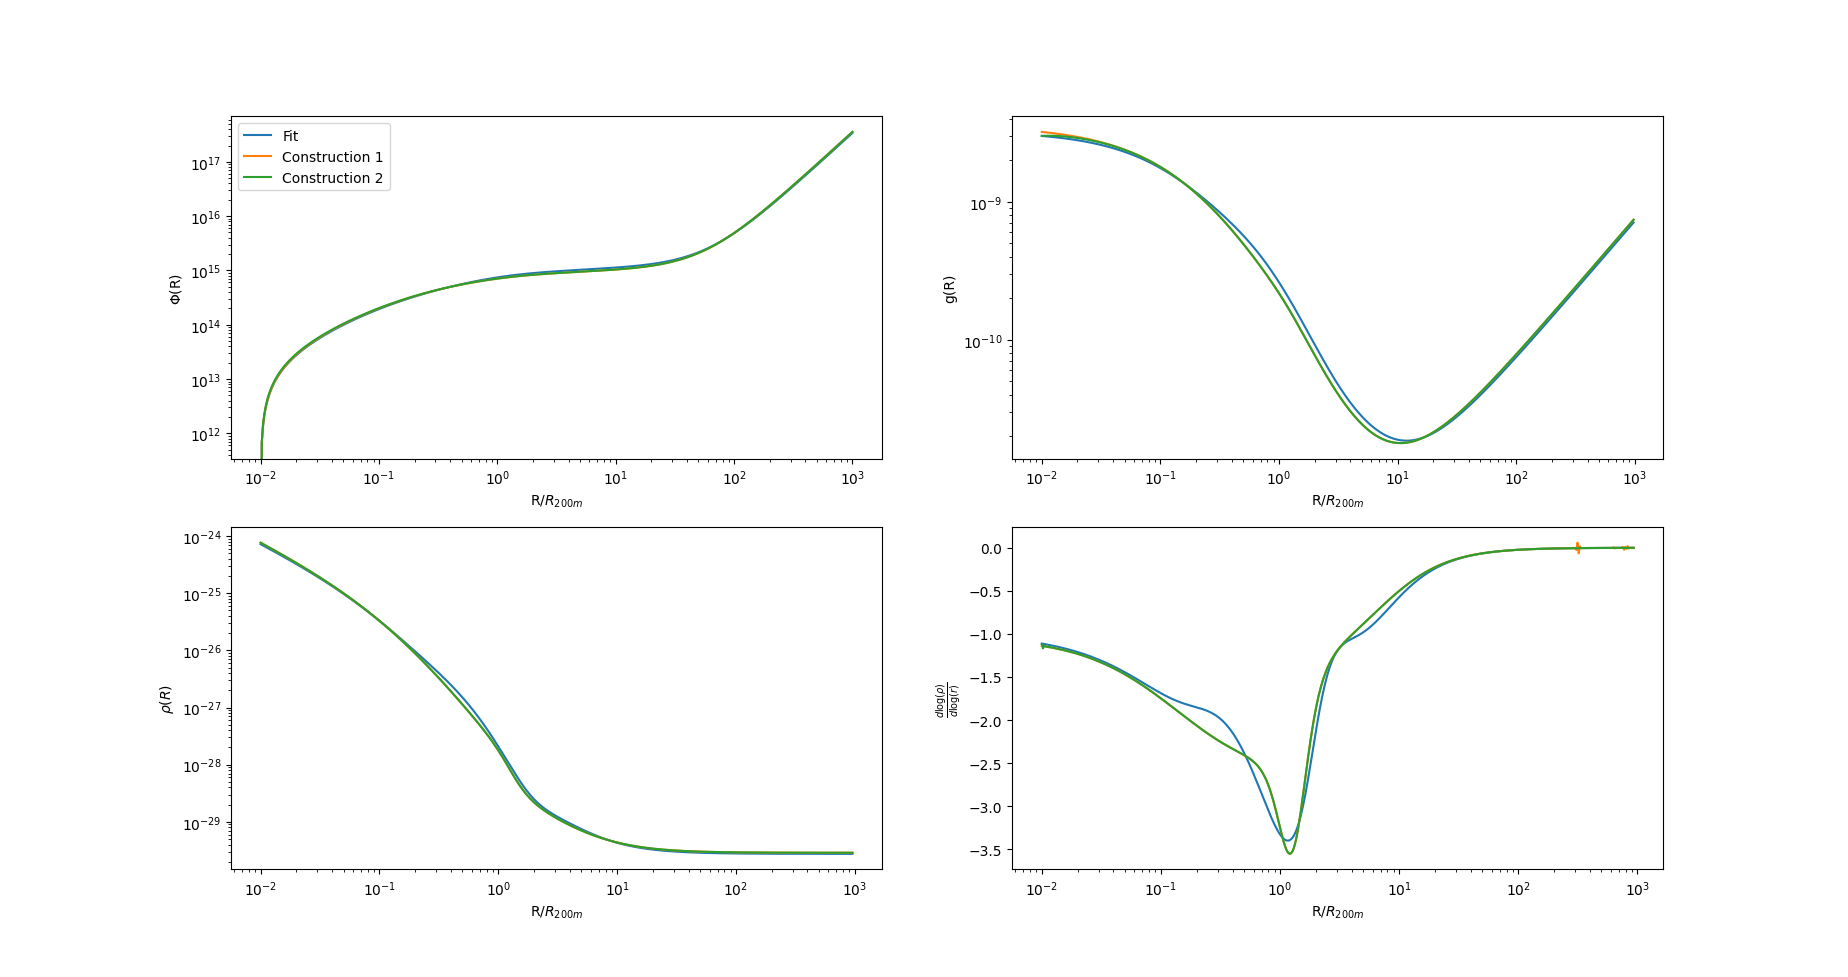 Φ(R)
10^17
10^16
10^15
10^14
10^13
10^12
Fit
Construction 1
Construction 2
10^−2 10^−1 10^0 10^1 10^2 10^3
R/R_200m
g(R)
10^−9
10^−10
10^−2 10^−1 10^0 10^1 10^2 10^3
R/R_200m
ρ(R)
10^−24
10^−25
10^−26
10^−27
10^−28
10^−29
10^−2 10^−1 10^0 10^1 10^2 10^3
R/R_200m
dlog(ρ)
dlog(r)
0.0
−0.5
−1.0
−1.5
−2.0
−2.5
−3.0
−3.5
10^−2 10^−1 10^0 10^1 10^2 10^3
R/R_200m